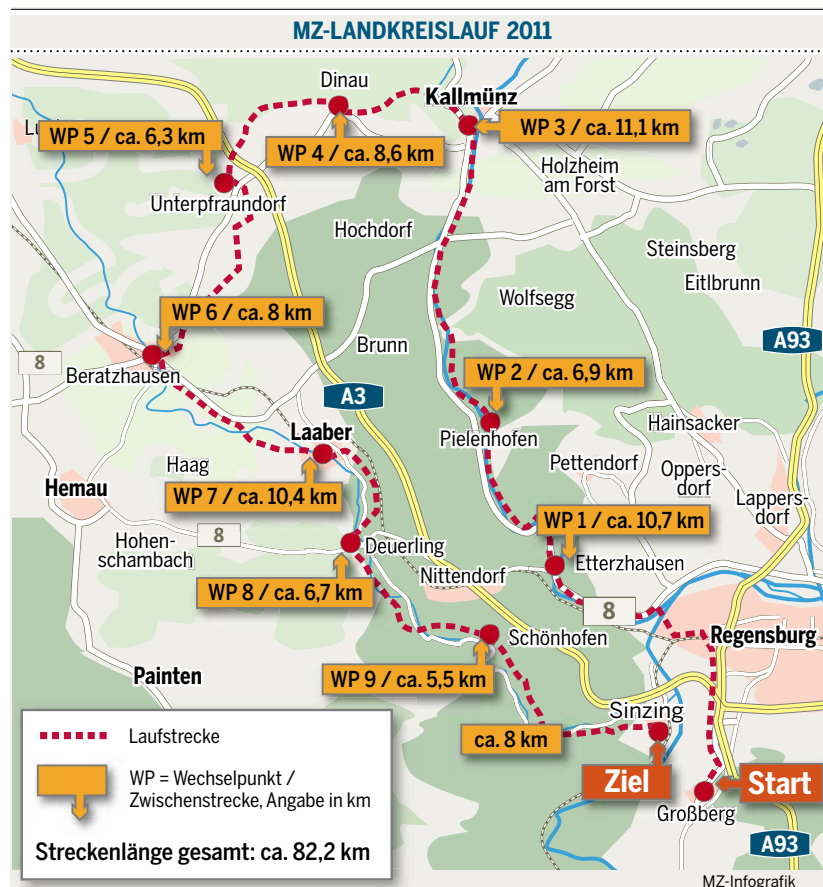 MZ-LANDKREISLAUF 2011
Dinau
Kallmünz
WP 5 / ca. 6,3 km
WP 4 / ca. 8,6 km
WP 3 / ca. 11,1 km
Holzheim
am Forst
Unterpfraundorf
Hochdorf
Steinsberg
Eitlbrunn
Wolfsegg
WP 6 / ca. 8 km
Brunn
A93
8
Beratzhausen
WP 2 / ca. 6,9 km
A3
Hainsacker
Laaber
Pielenhofen
Haag
Pettendorf
Oppers-
dorf
Hemau
WP 7 / ca. 10,4 km
Lappers-
dorf
WP 1 / ca. 10,7 km
Hohen-
schambach
8
Deuerling
Etterzhausen
Nittendorf
WP 8 / ca. 6,7 km
8
Schönhofen
Regensburg
Painten
WP 9 / ca. 5,5 km
Sinzing
ca. 8 km
Laufstrecke
Ziel
Start
WP = Wechselpunkt /
Zwischenstrecke, Angabe in km
Großberg
Streckenlänge gesamt: ca. 82,2 km
A93
MZ-Infografik